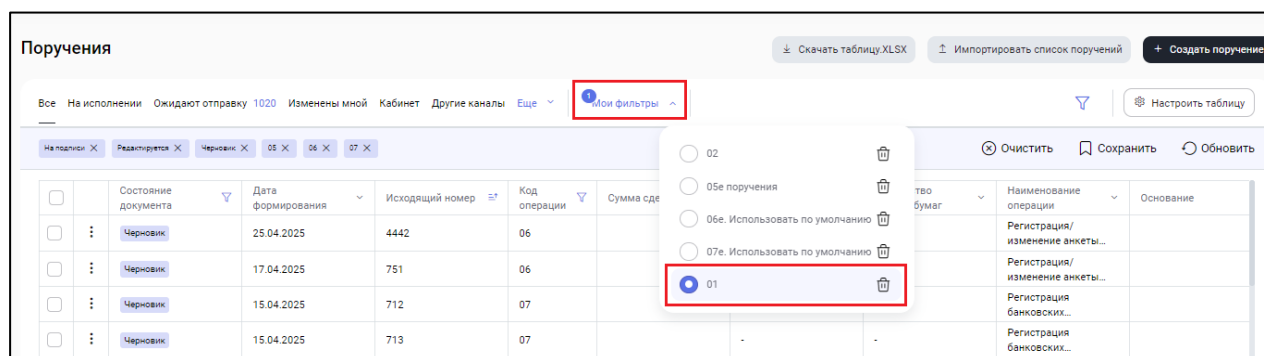 Поручения
Скачать таблицу.XLSX
Импортировать список поручений
+ Создать поручение
Все На исполнении Ожидают отправку 1020 Изменены мной Кабинет Другие каналы Еще
1
Мои фильтры
Настроить таблицу
На подписи X Редактируется X Черновик X 05 X 06 X 07 X
Очистить Сохранить Обновить
02
05е поручения
06е. Использовать по умолчанию
07е. Использовать по умолчанию
01
Состояние
документа
Дата
формирования
Исходящий номер
Код
операции
Сумма сде
тво
бумаг
Наименование
операции
Основание
Черновик 25.04.2025 4442 06 Регистрация/
изменение анкеты...
Черновик 17.04.2025 751 06 Регистрация/
изменение анкеты...
Черновик 15.04.2025 712 07 Регистрация
банковских...
Черновик 15.04.2025 713 07 - - Регистрация
банковских...